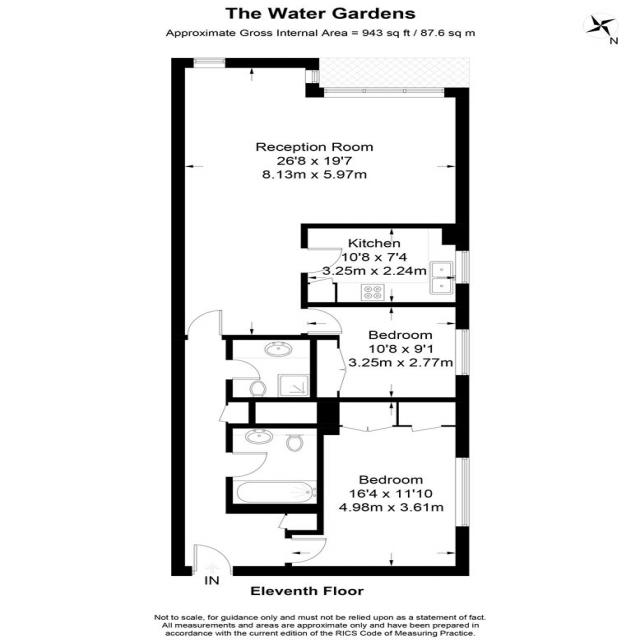 The Water Gardens
Approximate Gross Internal Area = 943 sq ft / 87.6 sq m
N
Reception Room
26'8 x 19'7
8.13m x 5.97m
Kitchen
10'8 x 7'4
3.25m x 2.24m
Bedroom
10'8 x 9'1
3.25m x 2.77m
Bedroom
16'4 x 11'10
4.98m x 3.61m
IN
Eleventh Floor
Not to scale, for guidance only and must not be relied upon as a statement of fact.
All measurements and areas are approximate only and have been prepared in
accordance with the current edition of the RICS Code of Measuring Practice.